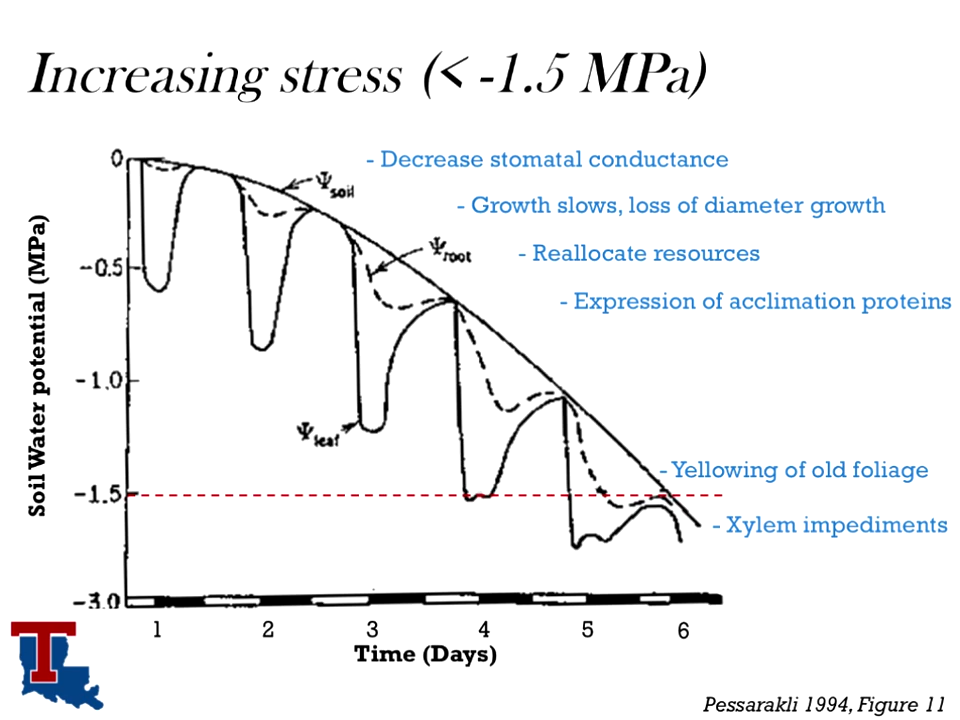 Increasing stress (< -1.5 MPa)
0
- Decrease stomatal conductance
Ψsoil
- Growth slows, loss of diameter growth
Ψroot
- Reallocate resources
-0.5
- Expression of acclimation proteins
Soil Water potential (MPa)
-1.0
Ψleaf
- Yellowing of old foliage
-1.5
- Xylem impediments
-3.0
1 2 3 4 5 6
Time (Days)
T
Pessarakli 1994, Figure 11